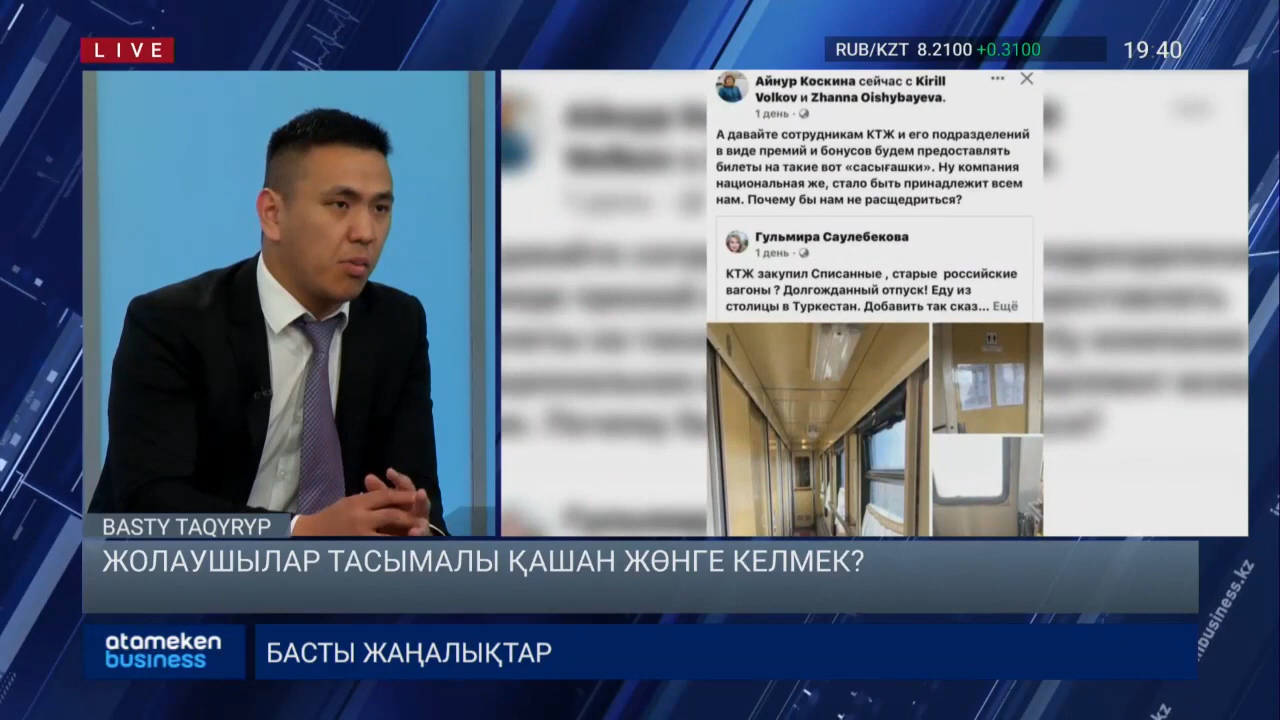 LIVE
RUB/KZT 8.2100 +0.3100
19:40
Айнур Коскина сейчас с Kirill
Volkov и Zhanna Oishybayeva.
1 день
А давайте сотрудникам КТЖ и его подразделений
в виде премий и бонусов будем предоставлять
билеты на такие вот «сасығашки». Ну компания
национальная же, стало быть принадлежит всем
нам. Почему бы нам не расщедриться?
Гульмира Саулебекова
1 день
КТЖ закупил Списанные , старые российские
вагоны ? Долгожданный отпуск! Еду из
столицы в Туркестан. Добавить так сказ... Ещё
BASTY TAQYRYP
ЖОЛАУШЫЛАР ТАСЫМАЛЫ ҚАШАН ЖӨНГЕ КЕЛМЕК?
atameken
business
БАСТЫ ЖАҢАЛЫҚТАР
business.kz